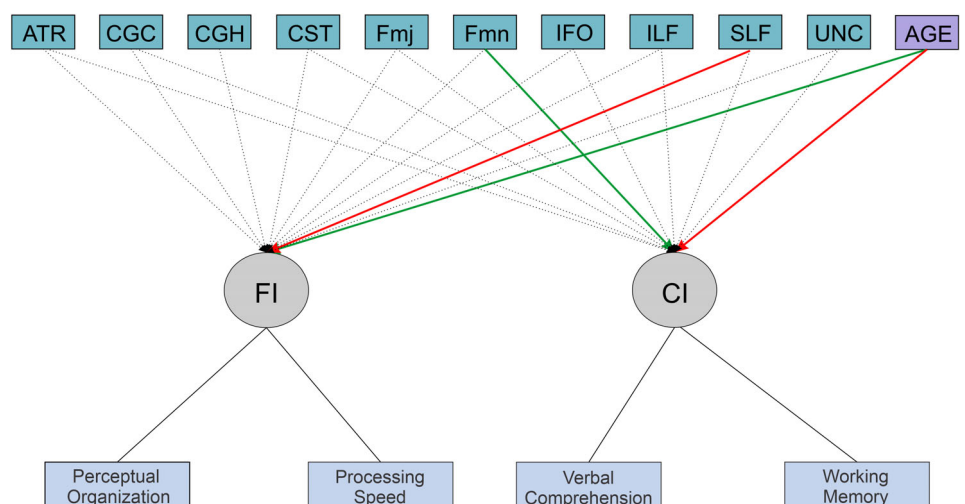 ATR CGC CGH CST Fmj Fmn IFO ILF SLF UNC AGE
FI CI
Perceptual Processing Verbal Working
Organization Speed Comprehension Memory